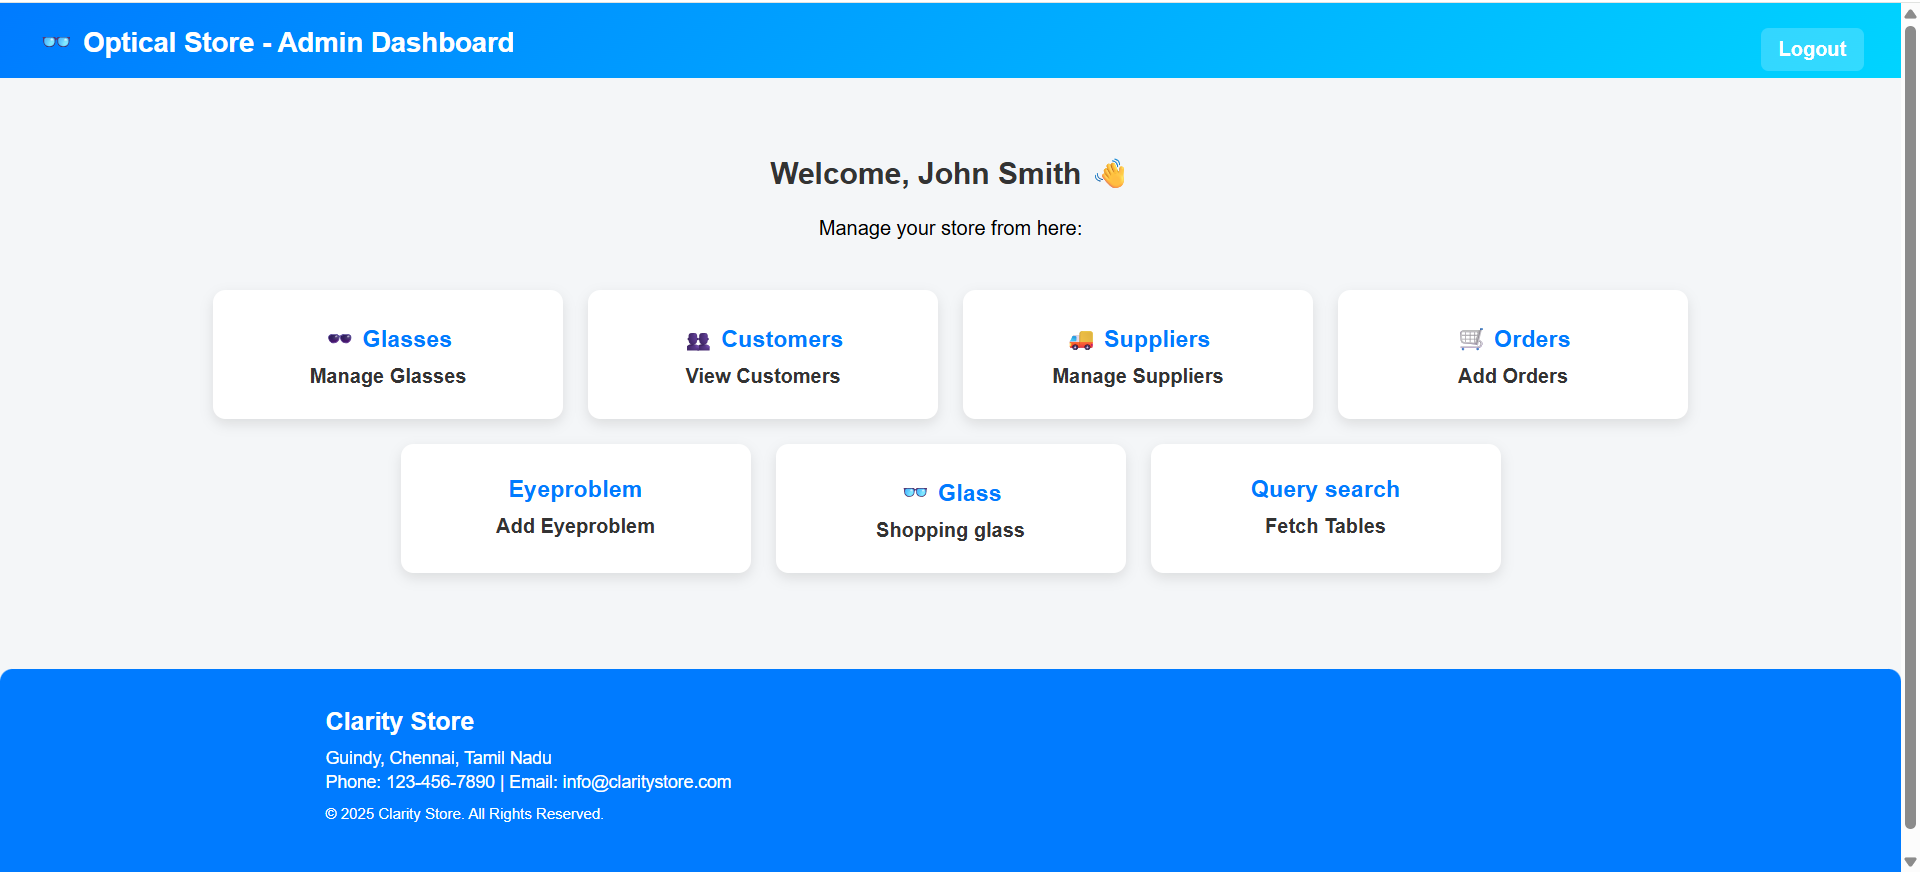 👓 Optical Store - Admin Dashboard
Logout
Welcome, John Smith 👋
Manage your store from here:
🕶️ Glasses
Manage Glasses
👥 Customers
View Customers
🚚 Suppliers
Manage Suppliers
🛒 Orders
Add Orders
Eyeproblem
Add Eyeproblem
👓 Glass
Shopping glass
Query search
Fetch Tables
Clarity Store
Guindy, Chennai, Tamil Nadu
Phone: 123-456-7890 | Email: info@claritystore.com
© 2025 Clarity Store. All Rights Reserved.